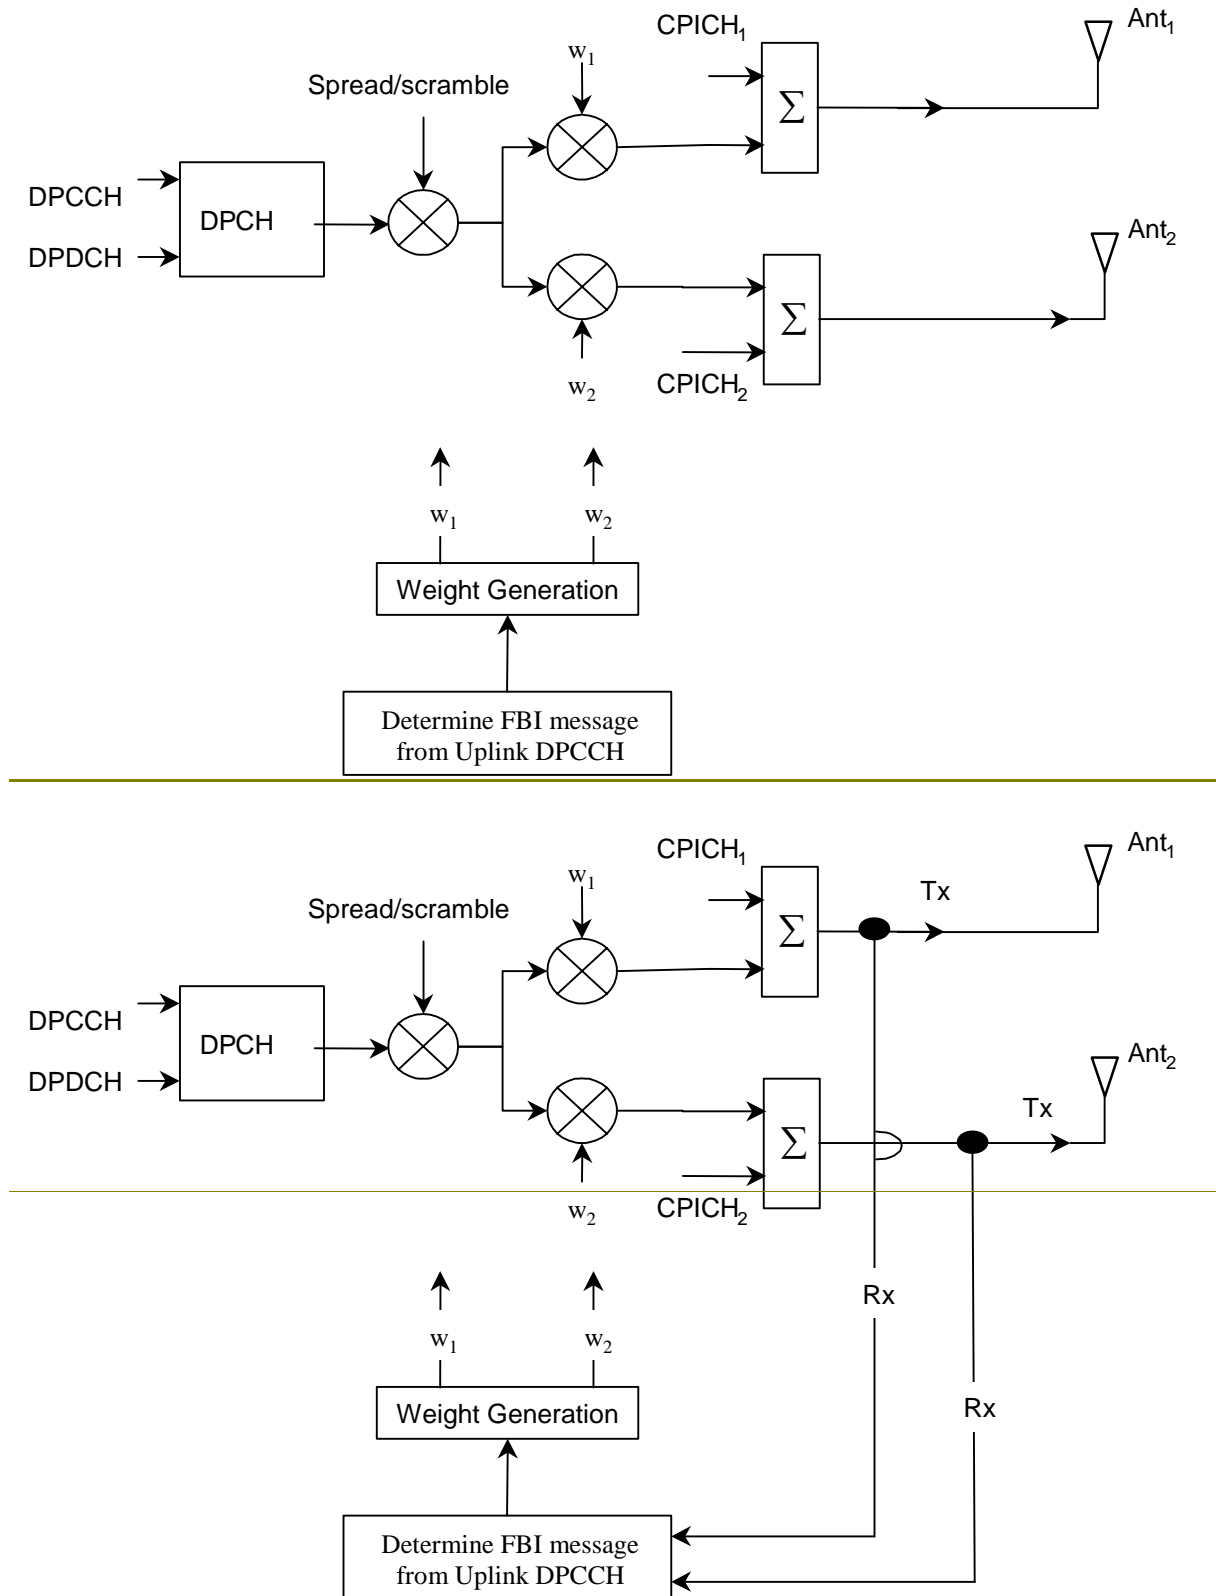 CPICH1
Ant1
w1
Spread/scramble
Σ
DPCCH
DPCH
DPDCH
Ant2
Σ
w2
CPICH2
w1
w2
Weight Generation
Determine FBI message
from Uplink DPCCH
CPICH1
Ant1
w1
Tx
Spread/scramble
Σ
DPCCH
DPCH
DPDCH
Ant2
Tx
Σ
w2
CPICH2
Rx
w1
w2
Rx
Weight Generation
Determine FBI message
from Uplink DPCCH